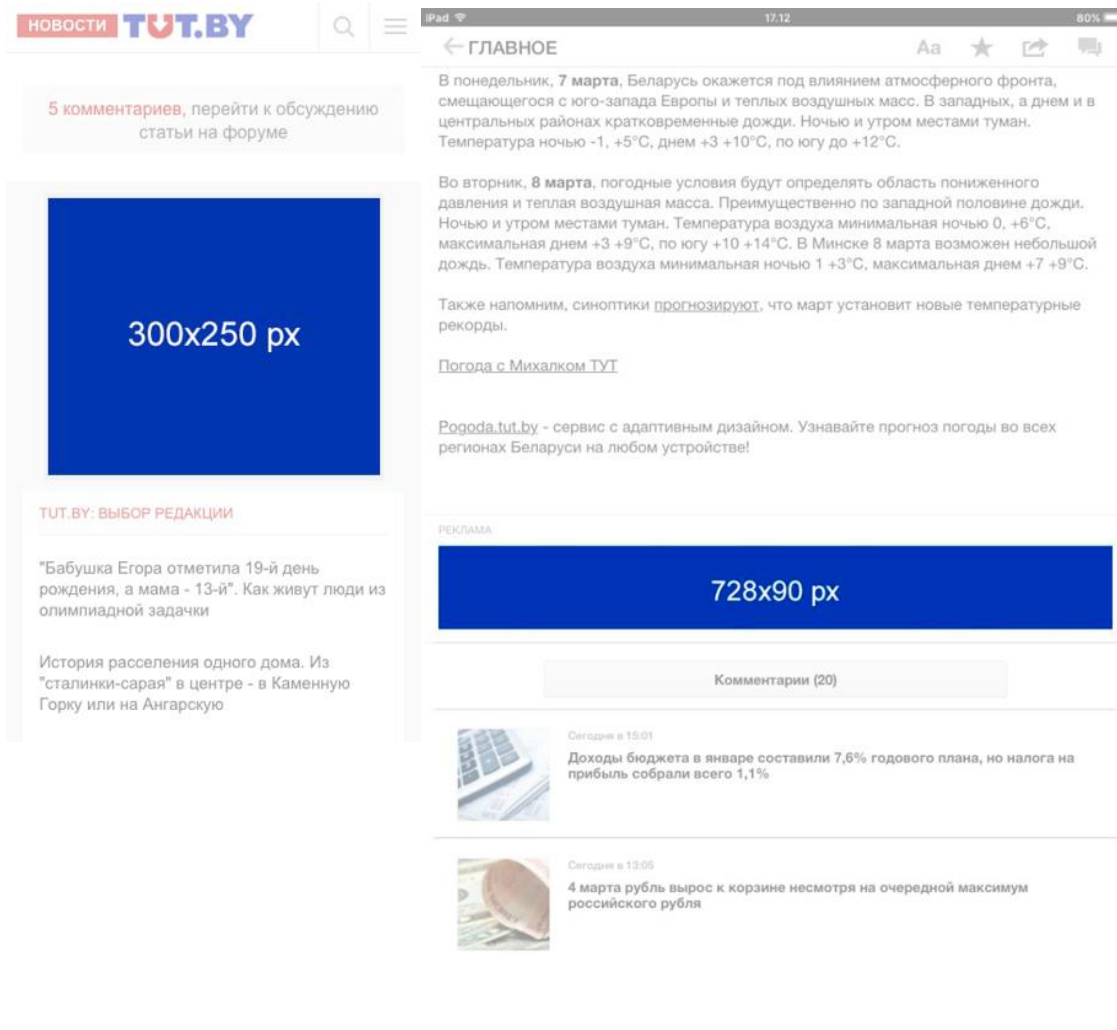 НОВОСТИ TUT.BY
5 комментариев, перейти к обсуждению
статьи на форуме
300x250 px
TUT.BY: ВЫБОР РЕДАКЦИИ
"Бабушка Егора отметила 19-й день
рождения, а мама - 13-й". Как живут люди из
олимпиадной задачки
История расселения одного дома. Из
"сталинки-сарая" в центре - в Каменную
Горку или на Ангарскую
iPad 17.12 80%
ГЛАВНОЕ Aa
В понедельник, 7 марта, Беларусь окажется под влиянием атмосферного фронта,
смещающегося с юго-запада Европы и теплых воздушных масс. В западных, а днем и в
центральных районах кратковременные дожди. Ночью и утром местами туман.
Температура ночью -1, +5°C, днем +3 +10°C, по югу до +12°C.
Во вторник, 8 марта, погодные условия будут определять область пониженного
давления и теплая воздушная масса. Преимущественно по западной половине дожди.
Ночью и утром местами туман. Температура воздуха минимальная ночью 0, +6°C,
максимальная днем +3 +9°C, по югу +10 +14°C. В Минске 8 марта возможен небольшой
дождь. Температура воздуха минимальная ночью 1 +3°C, максимальная днем +7 +9°C.
Также напомним, синоптики прогнозируют, что март установит новые температурные
рекорды.
Погода с Михалком ТУТ
Pogoda.tut.by - сервис с адаптивным дизайном. Узнавайте прогноз погоды во всех
регионах Беларуси на любом устройстве!
РЕКЛАМА
728x90 px
Комментарии (20)
Сегодня в 15:01
Доходы бюджета в январе составили 7,6% годового плана, но налога на
прибыль собрали всего 1,1%
Сегодня в 13:05
4 марта рубль вырос к корзине несмотря на очередной максимум
российского рубля